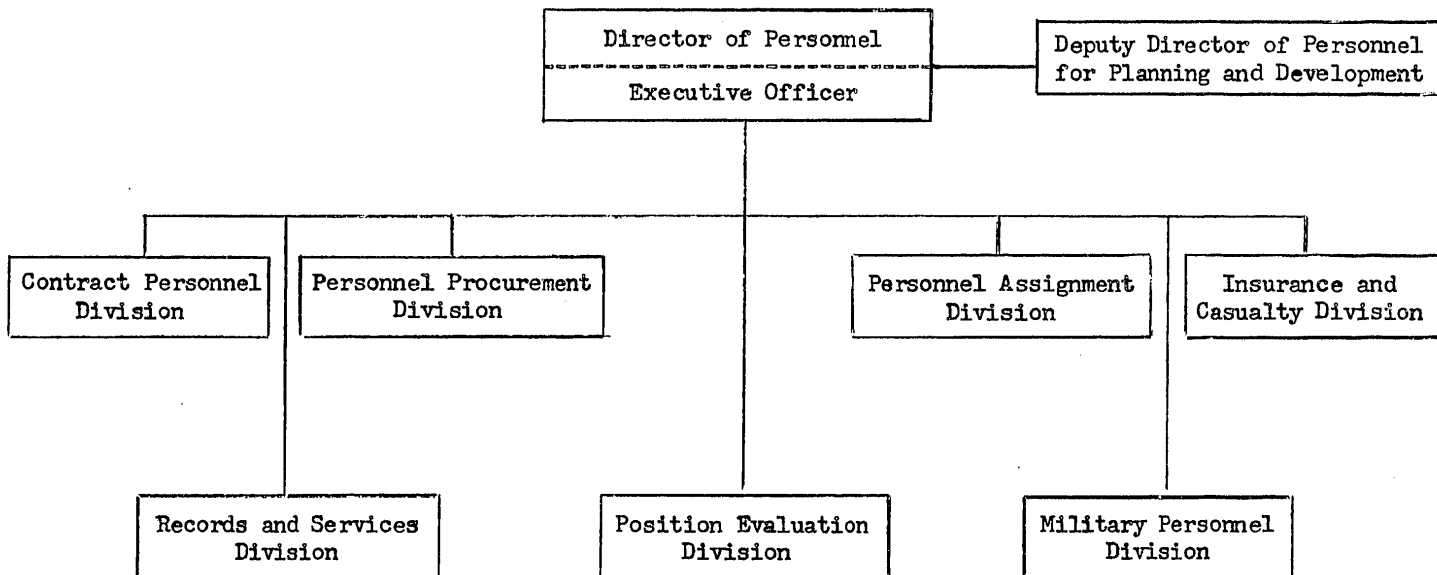 Director of Personnel
Executive Officer
Deputy Director of Personnel
for Planning and Development
Contract Personnel
Division
Personnel Procurement
Division
Personnel Assignment
Division
Insurance and
Casualty Division
Records and Services
Division
Position Evaluation
Division
Military Personnel
Division